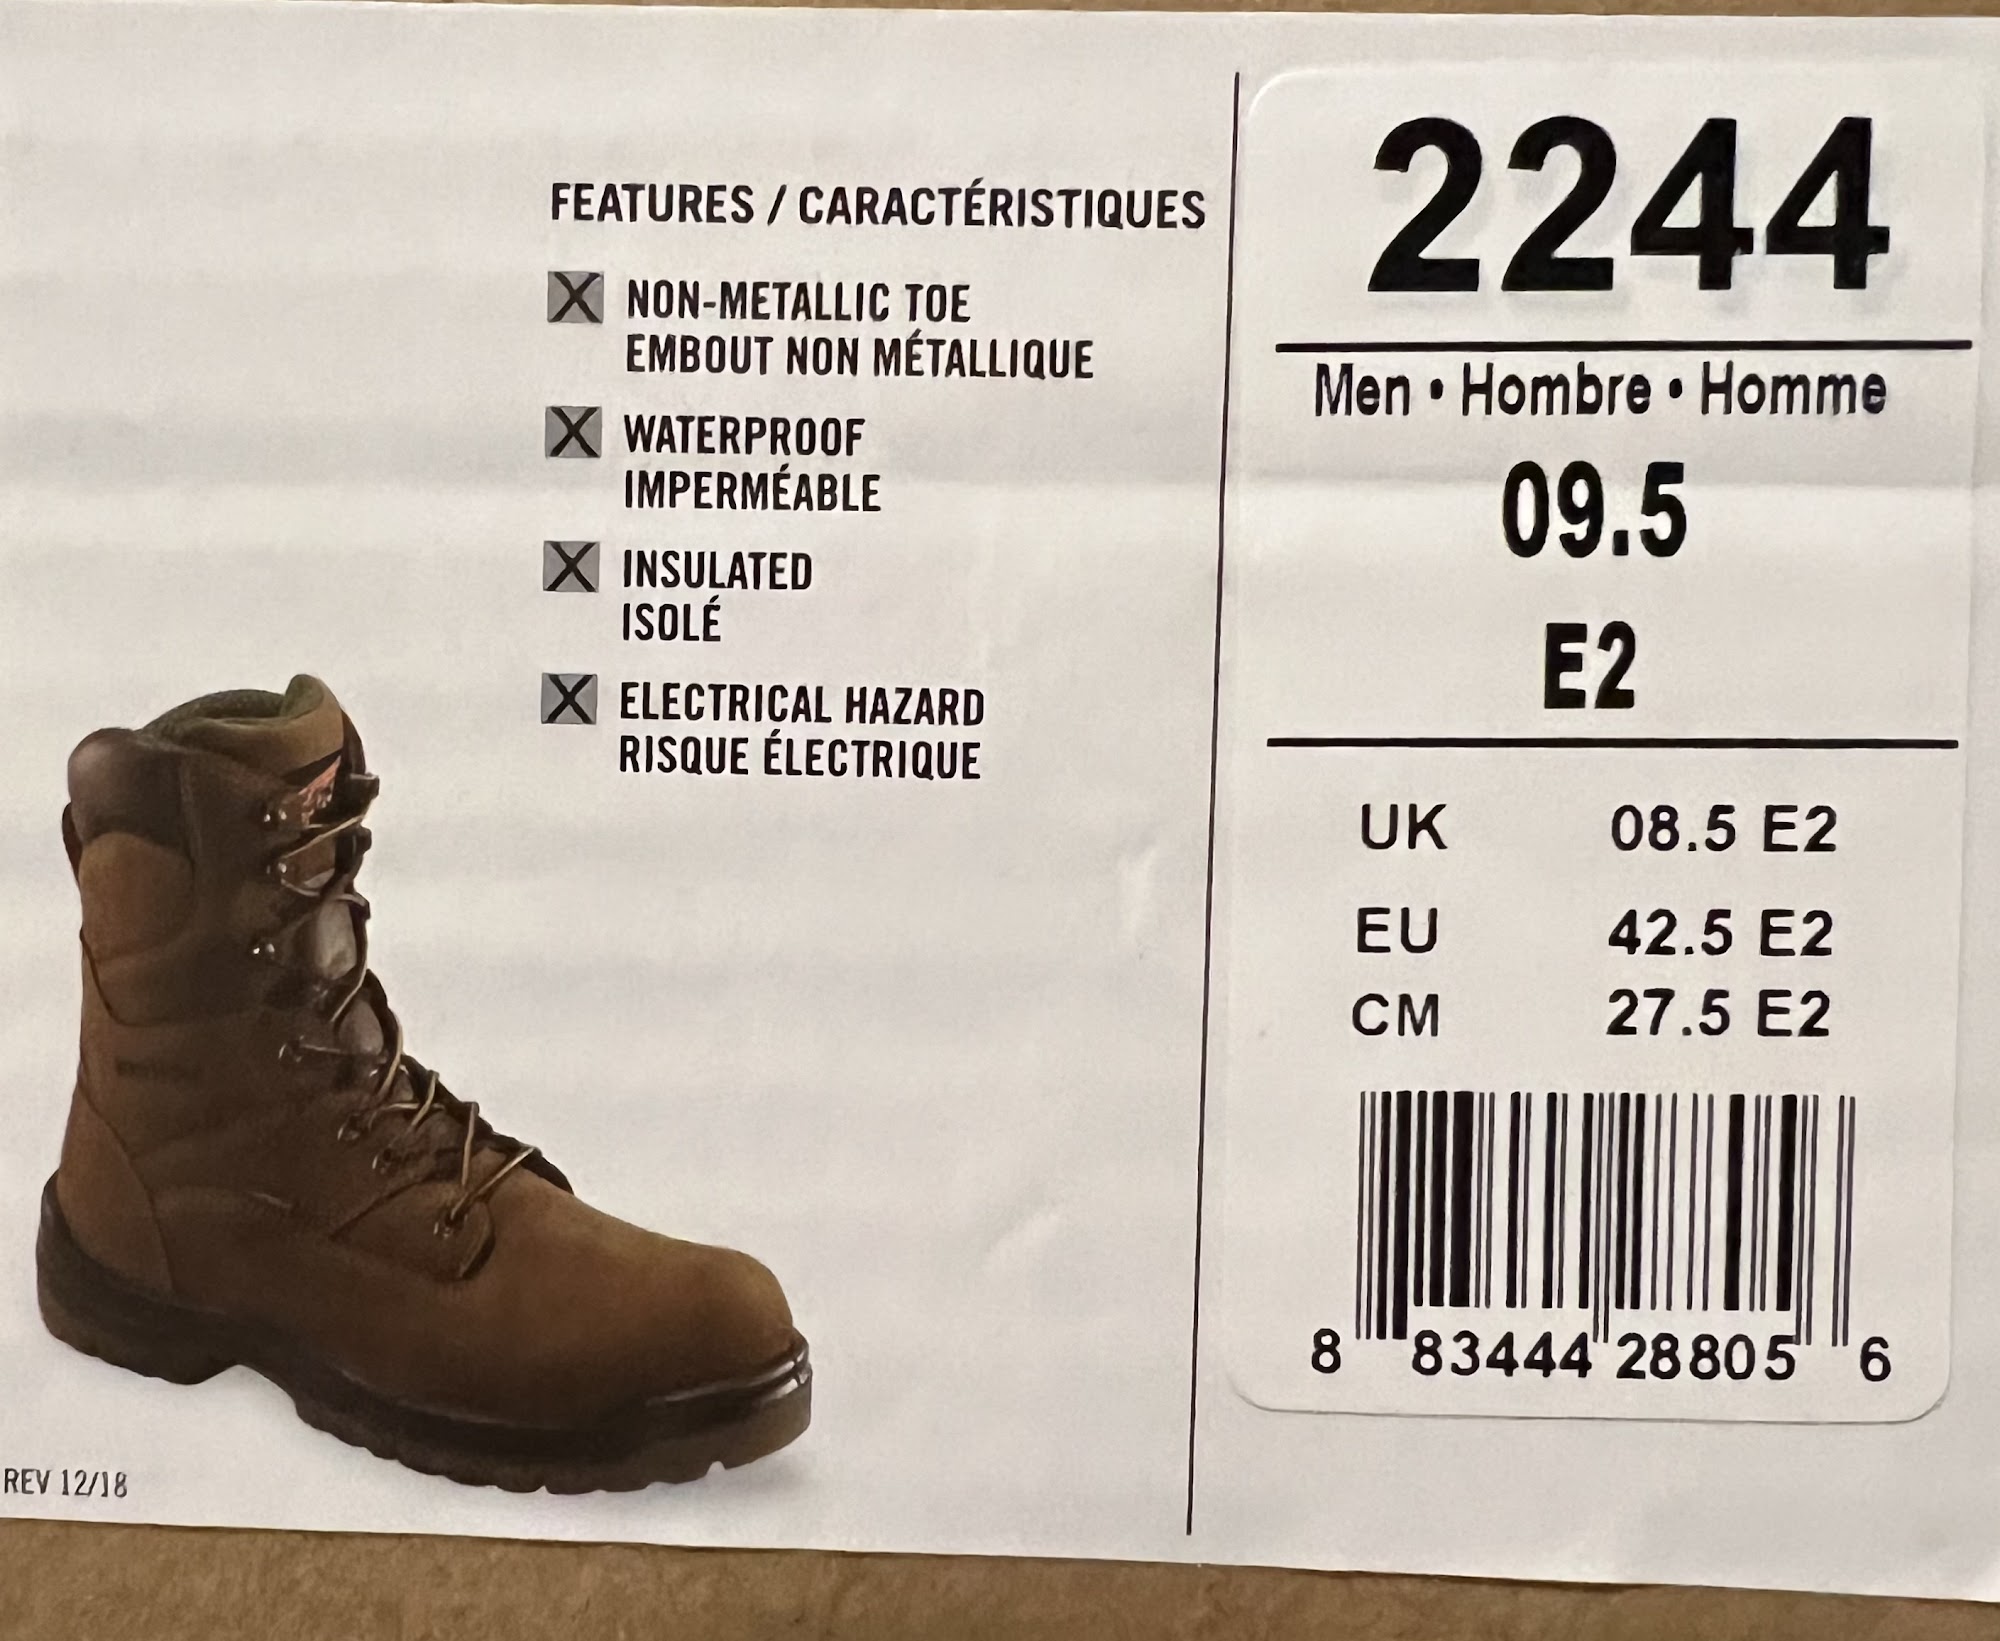 FEATURES / CARACTÉRISTIQUES
NON-METALLIC TOE
EMBOUT NON MÉTALLIQUE
WATERPROOF
IMPERMÉABLE
INSULATED
ISOLÉ
ELECTRICAL HAZARD
RISQUE ÉLECTRIQUE
REV 12/18
2244
Men • Hombre • Homme
09.5
E2
UK 08.5 E2
EU 42.5 E2
CM 27.5 E2
8 83444 28805 6